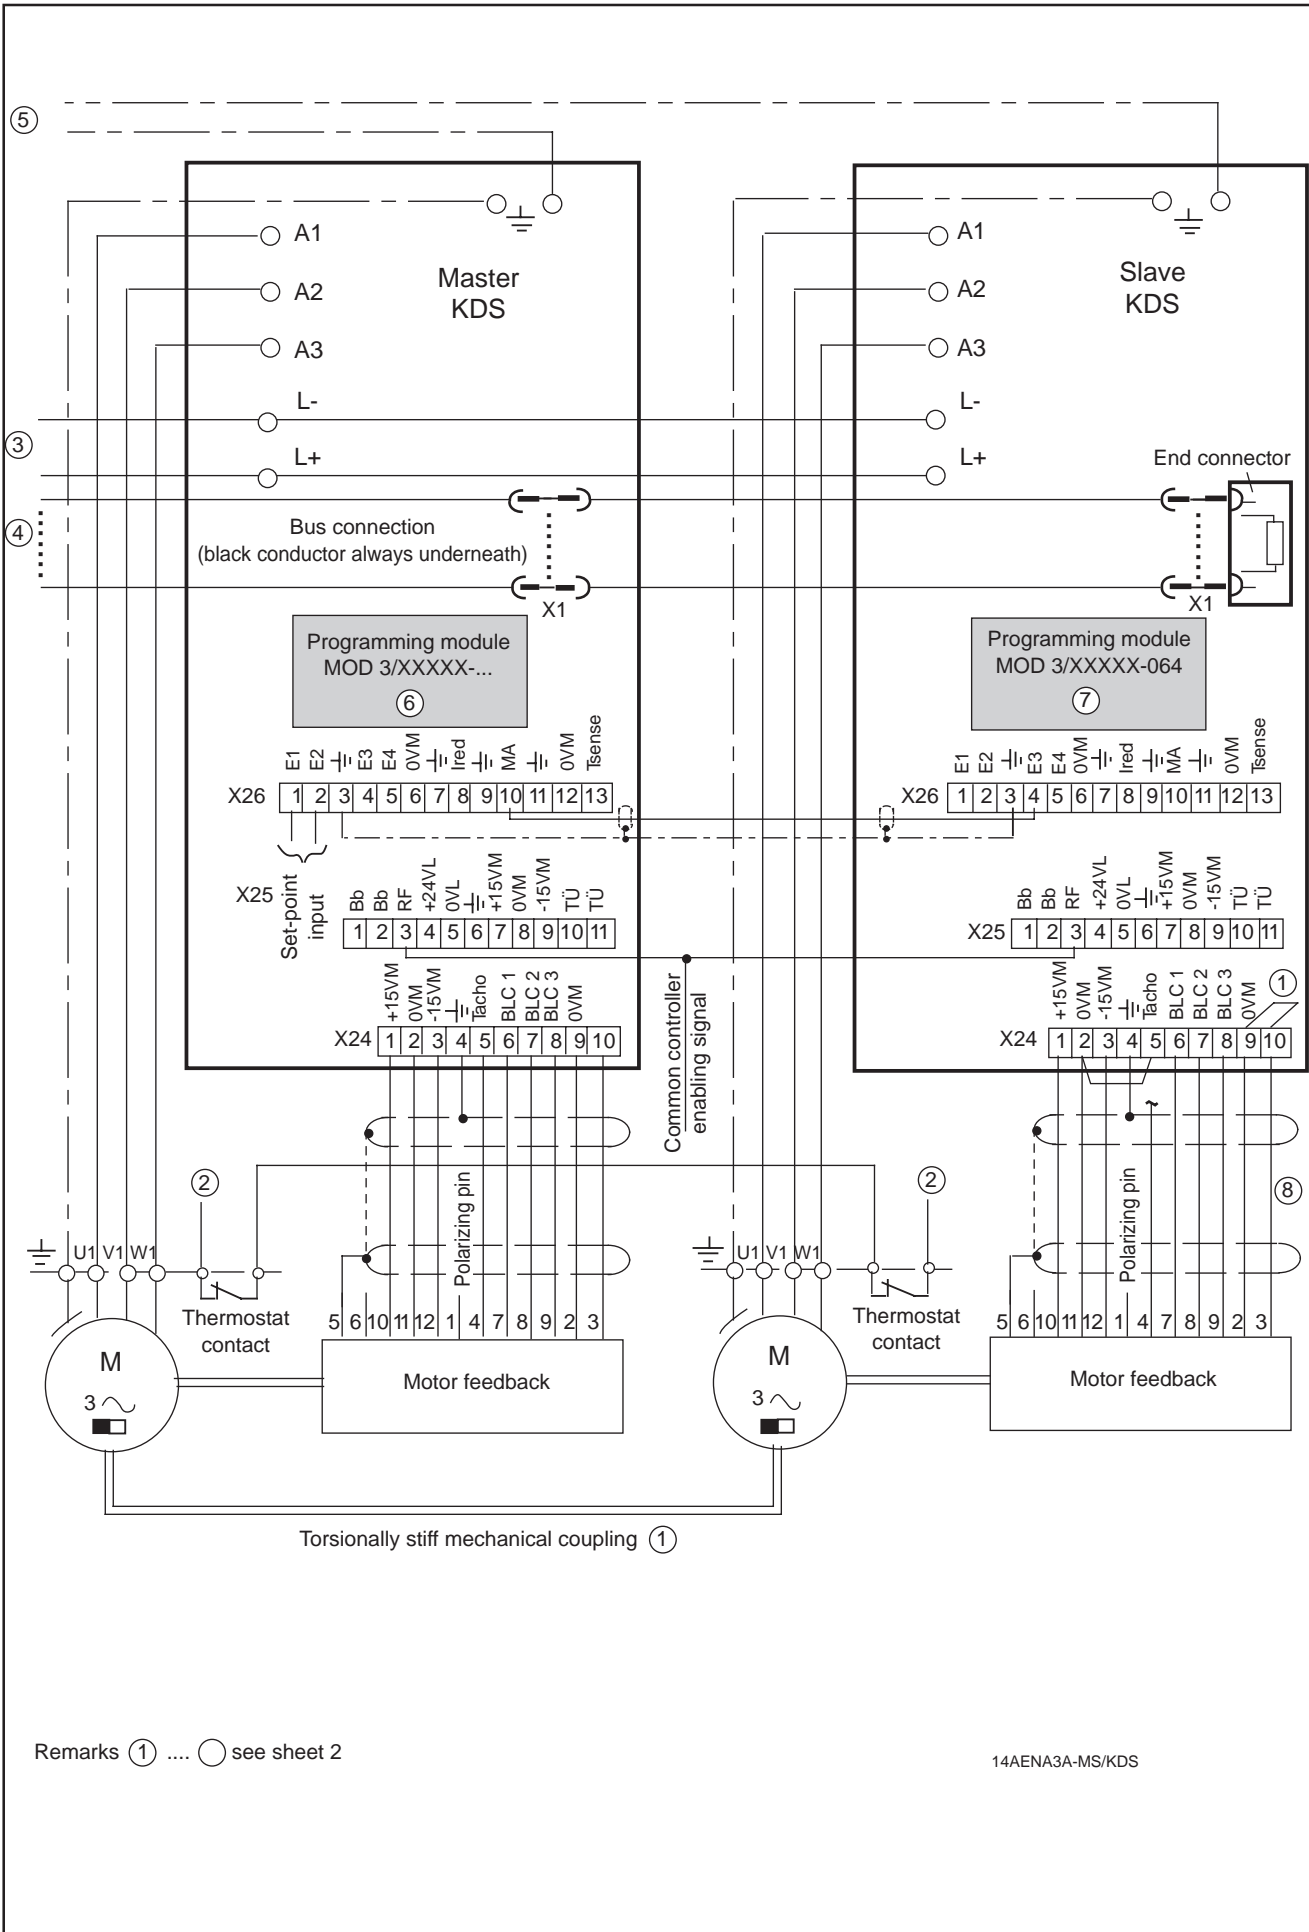 5
A1
A2
A3
Master
KDS
L-
L+
A1
A2
A3
Slave
KDS
L-
L+
End connector
3
4
Bus connection
(black conductor always underneath)
X1
X1
Programming module
MOD 3/XXXXX-...
6
Programming module
MOD 3/XXXXX-064
7
E1 E2 E3 E4 0VM Ired MA 0VM Tsense
X26 1 2 3 4 5 6 7 8 9 10 11 12 13
E1 E2 E3 E4 0VM Ired MA 0VM Tsense
X26 1 2 3 4 5 6 7 8 9 10 11 12 13
Set-point
input
X25
Bb Bb RF +24VL 0VL +15VM 0VM -15VM TÜ TÜ
1 2 3 4 5 6 7 8 9 10 11
Bb Bb RF +24VL 0VL +15VM 0VM -15VM TÜ TÜ
X25 1 2 3 4 5 6 7 8 9 10 11
+15VM 0VM -15VM Tacho BLC 1 BLC 2 BLC 3 0VM
X24 1 2 3 4 5 6 7 8 9 10
+15VM 0VM -15VM Tacho BLC 1 BLC 2 BLC 3 0VM
1
X24 1 2 3 4 5 6 7 8 9 10
Common controller
enabling signal
2
Polarizing pin
2
Polarizing pin
8
U1 V1 W1
Thermostat
contact
5 6 10 11 12 1 4 7 8 9 2 3
U1 V1 W1
Thermostat
contact
5 6 10 11 12 1 4 7 8 9 2 3
M
3
Motor feedback
M
3
Motor feedback
Torsionally stiff mechanical coupling 1
Remarks 1 .... see sheet 2
14AENA3A-MS/KDS